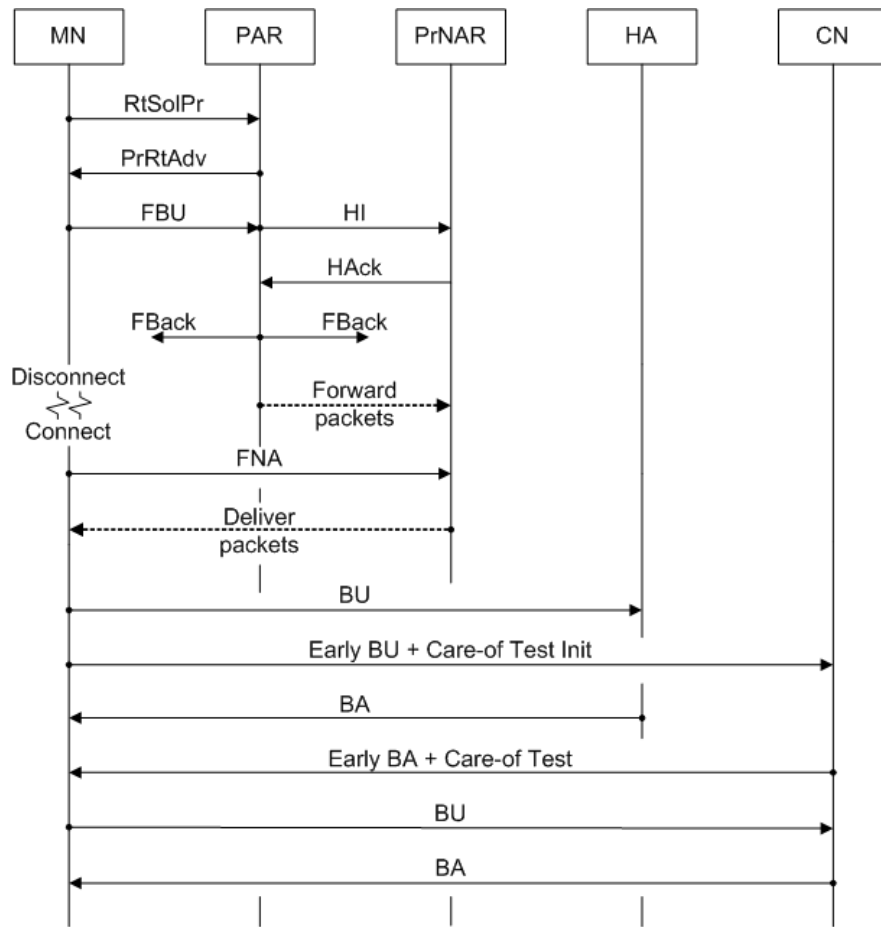 MN PAR PrNAR HA CN
RtSolPr
PrRtAdv
FBU HI
HAck
FBack FBack
Disconnect
Forward
packets
Connect
FNA
Deliver
packets
BU
Early BU + Care-of Test Init
BA
Early BA + Care-of Test
BU
BA